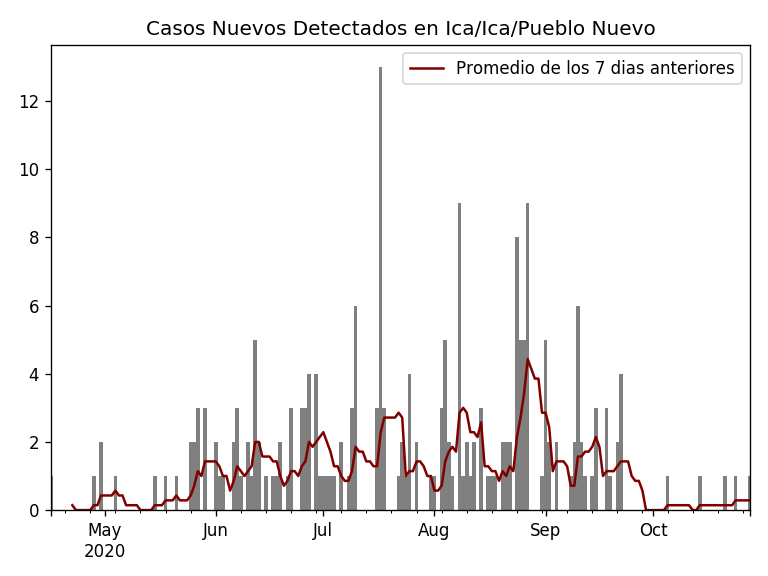 Casos Nuevos Detectados en Ica/Ica/Pueblo Nuevo
Promedio de los 7 dias anteriores
12
10
8
6
4
2
0
May Jun Jul Aug Sep Oct
2020